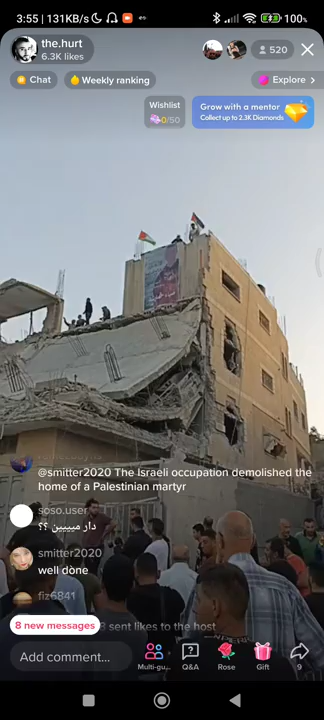 3:55 | 131KB/s
100%
the.hurt
6.3K likes
520
Chat
Weekly ranking
Explore >
Wishlist
0/50
Grow with a mentor
Collect up to 2.3K Diamonds
@smitter2020 The Israeli occupation demolished the
home of a Palestinian martyr
soso.user
دار ميييين ؟؟
smitter2020
well done
fiz6841
8 new messages
sent likes to the host
Add comment...
Multi-gu...
Q&A
Rose
Gift
9